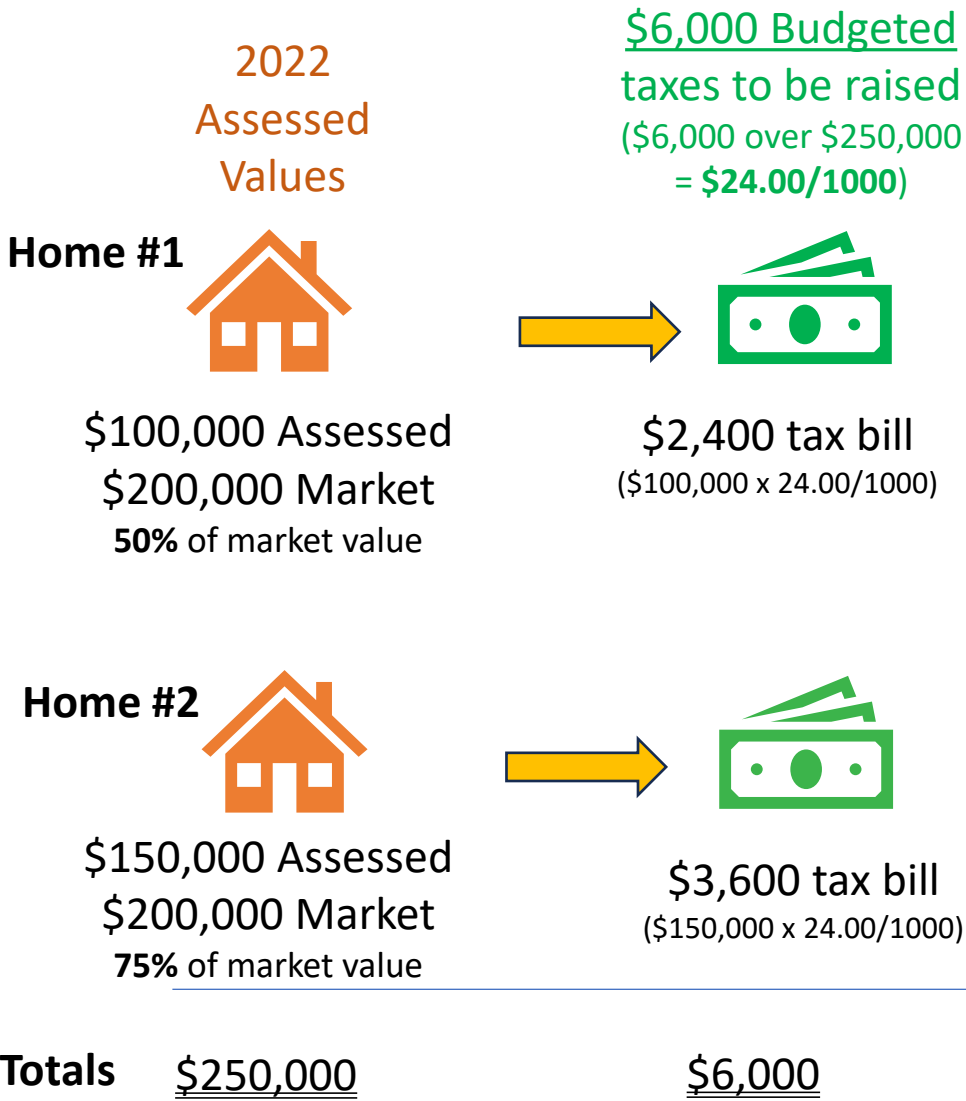 2022
Assessed
Values
$6,000 Budgeted
taxes to be raised
($6,000 over $250,000
= $24.00/1000)
Home #1
$100,000 Assessed
$200,000 Market
50% of market value
$2,400 tax bill
($100,000 x 24.00/1000)
Home #2
$150,000 Assessed
$200,000 Market
75% of market value
$3,600 tax bill
($150,000 x 24.00/1000)
Totals $250,000 $6,000